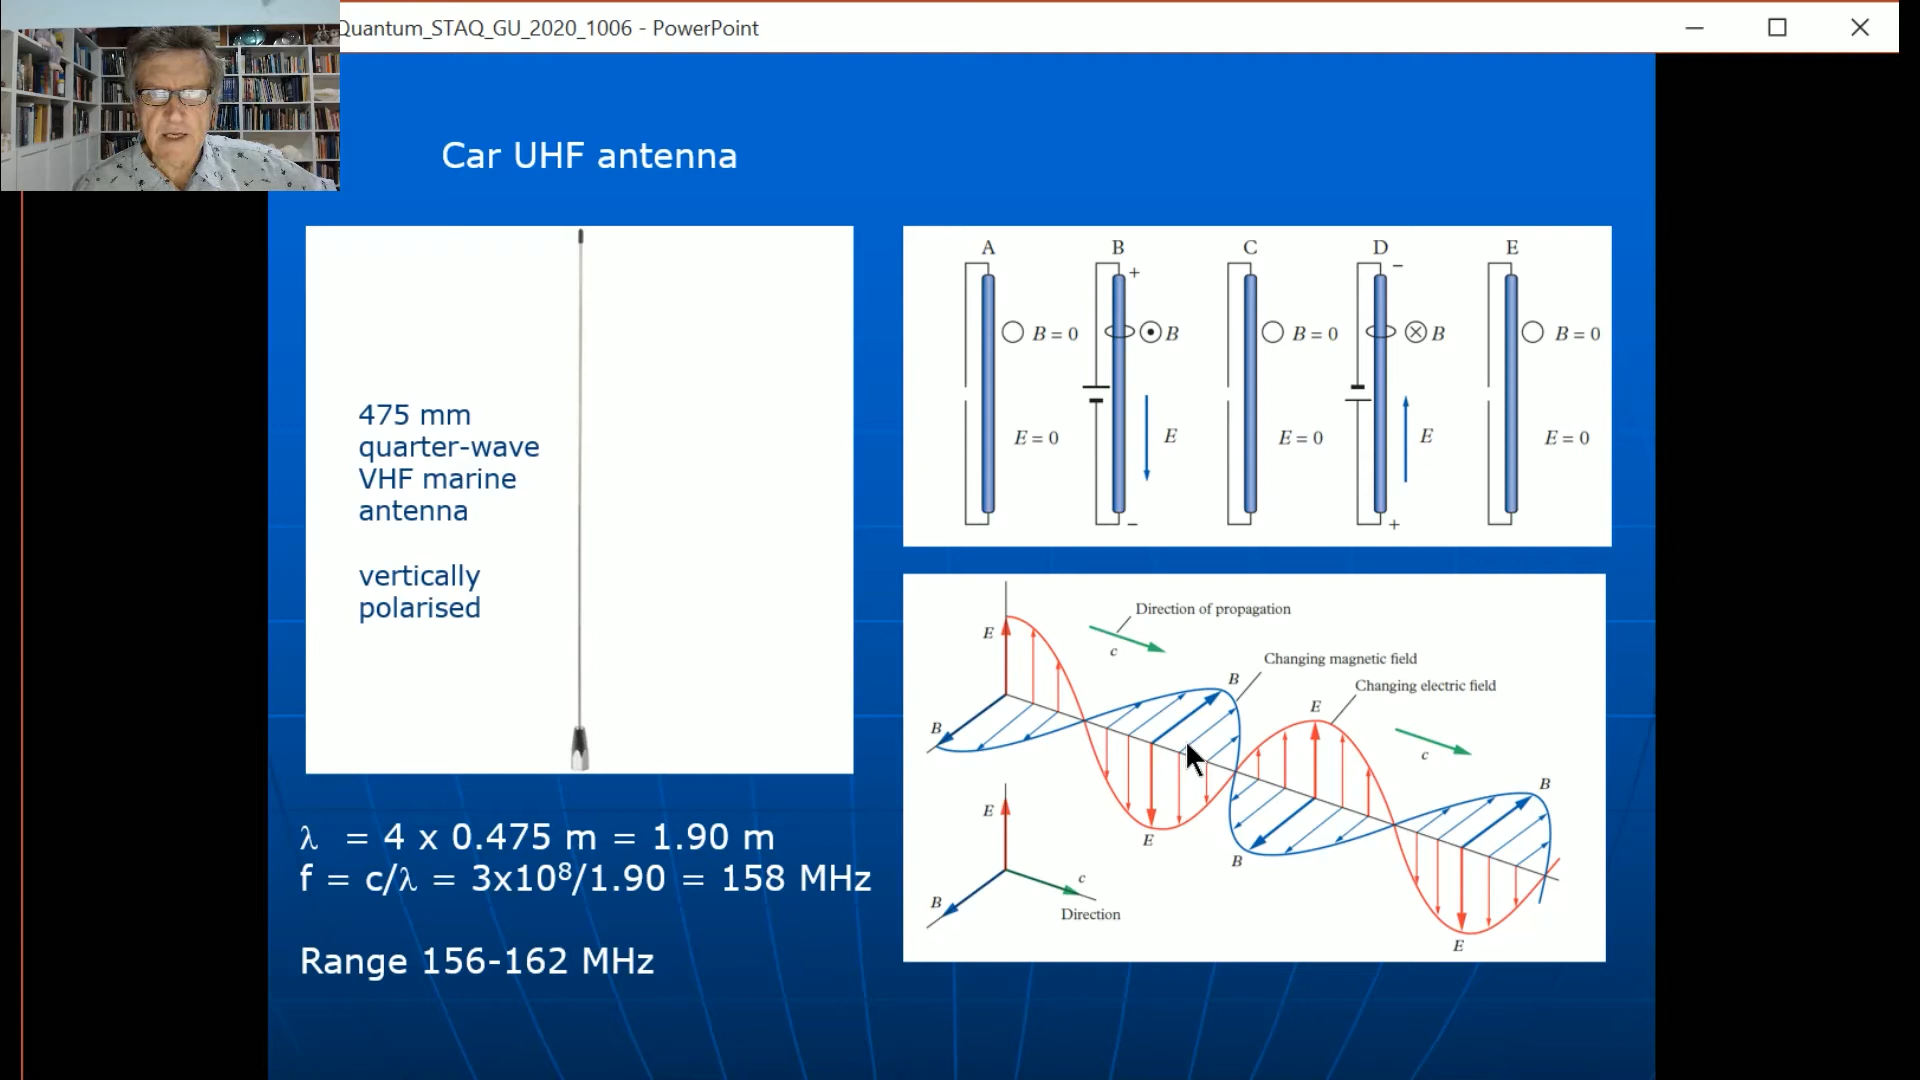 Quantum_STAQ_GU_2020_1006 - PowerPoint
Car UHF antenna
475 mm
quarter-wave
VHF marine
antenna
vertically
polarised
λ = 4 x 0.475 m = 1.90 m
f = c/λ = 3x10⁸/1.90 = 158 MHz
Range 156-162 MHz
A B C D E
+ −
B = 0 B B = 0 B B = 0
E = 0 E E = 0 E E = 0
− +
Direction of propagation
E
c
Changing magnetic field
B
Changing electric field
E
B
c
B
E
E
B
c
B
Direction
E